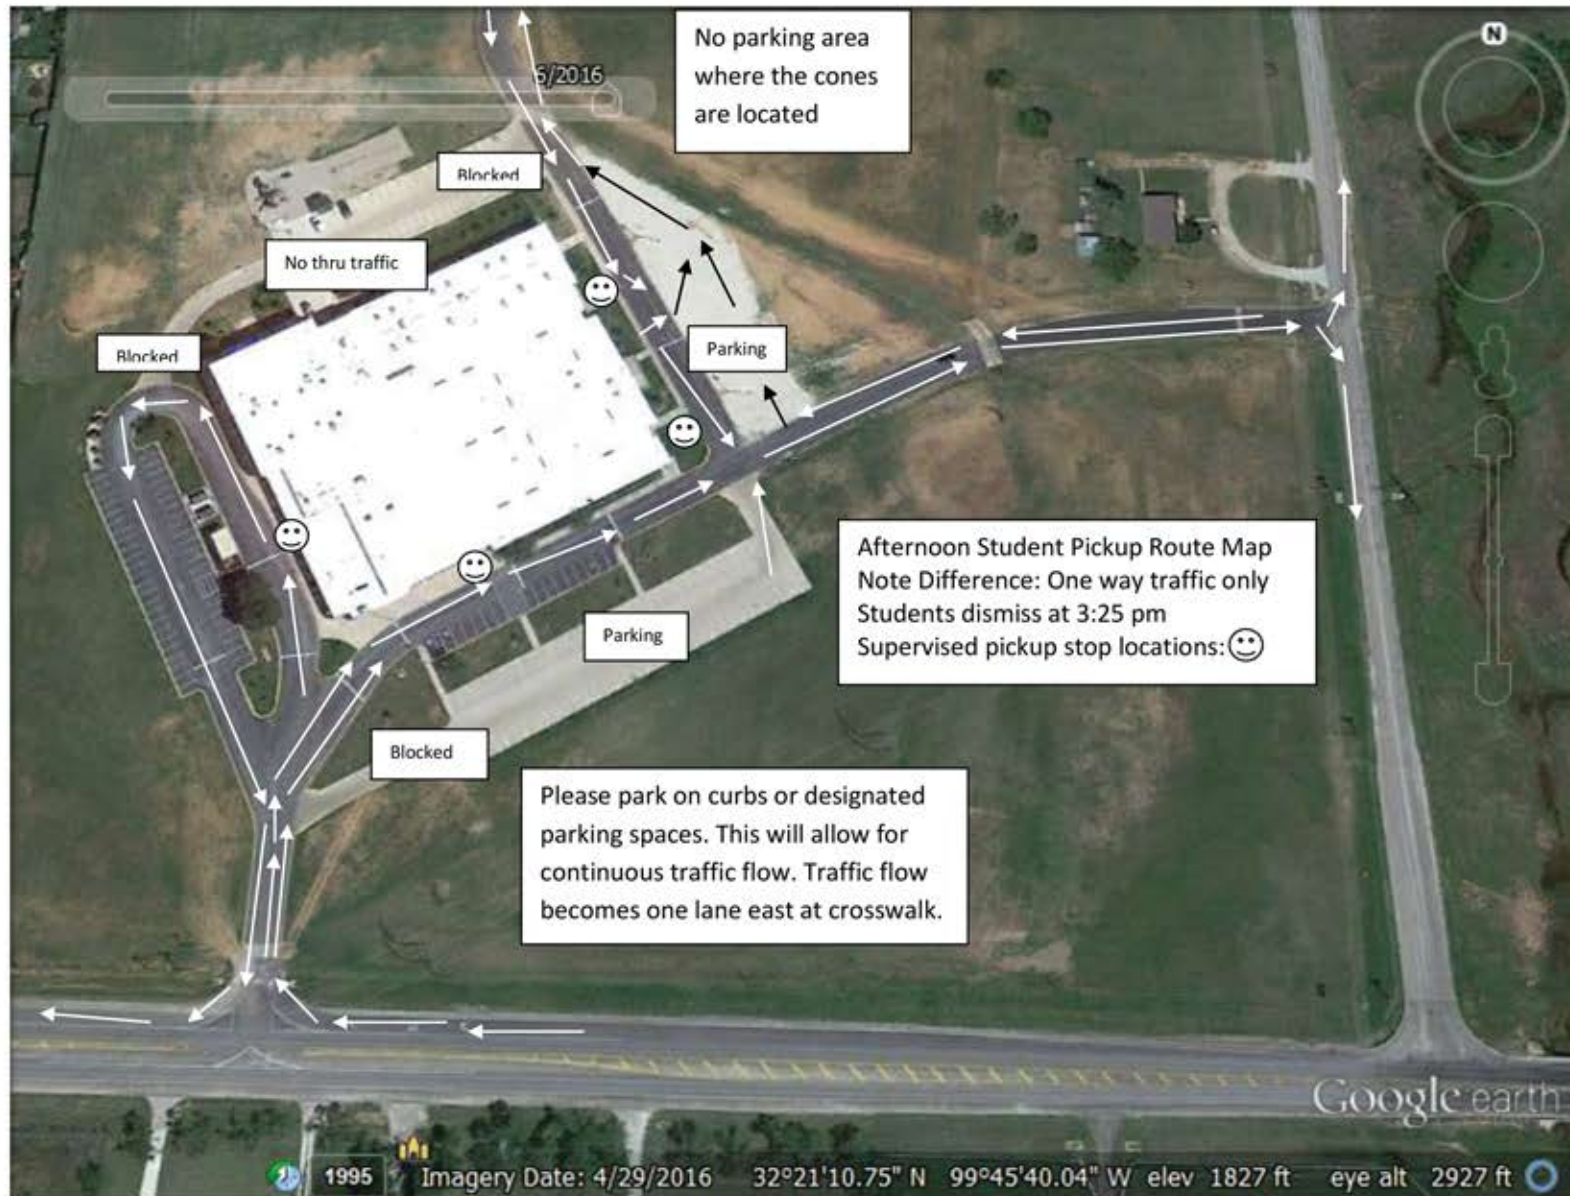 No parking area
where the cones
are located
6/2016
N
Blocked
No thru traffic
Blocked
Parking
Afternoon Student Pickup Route Map
Note Difference: One way traffic only
Students dismiss at 3:25 pm
Supervised pickup stop locations:
Parking
Blocked
Please park on curbs or designated
parking spaces. This will allow for
continuous traffic flow. Traffic flow
becomes one lane east at crosswalk.
Google earth
1995 Imagery Date: 4/29/2016 32°21'10.75" N 99°45'40.04" W elev 1827 ft eye alt 2927 ft